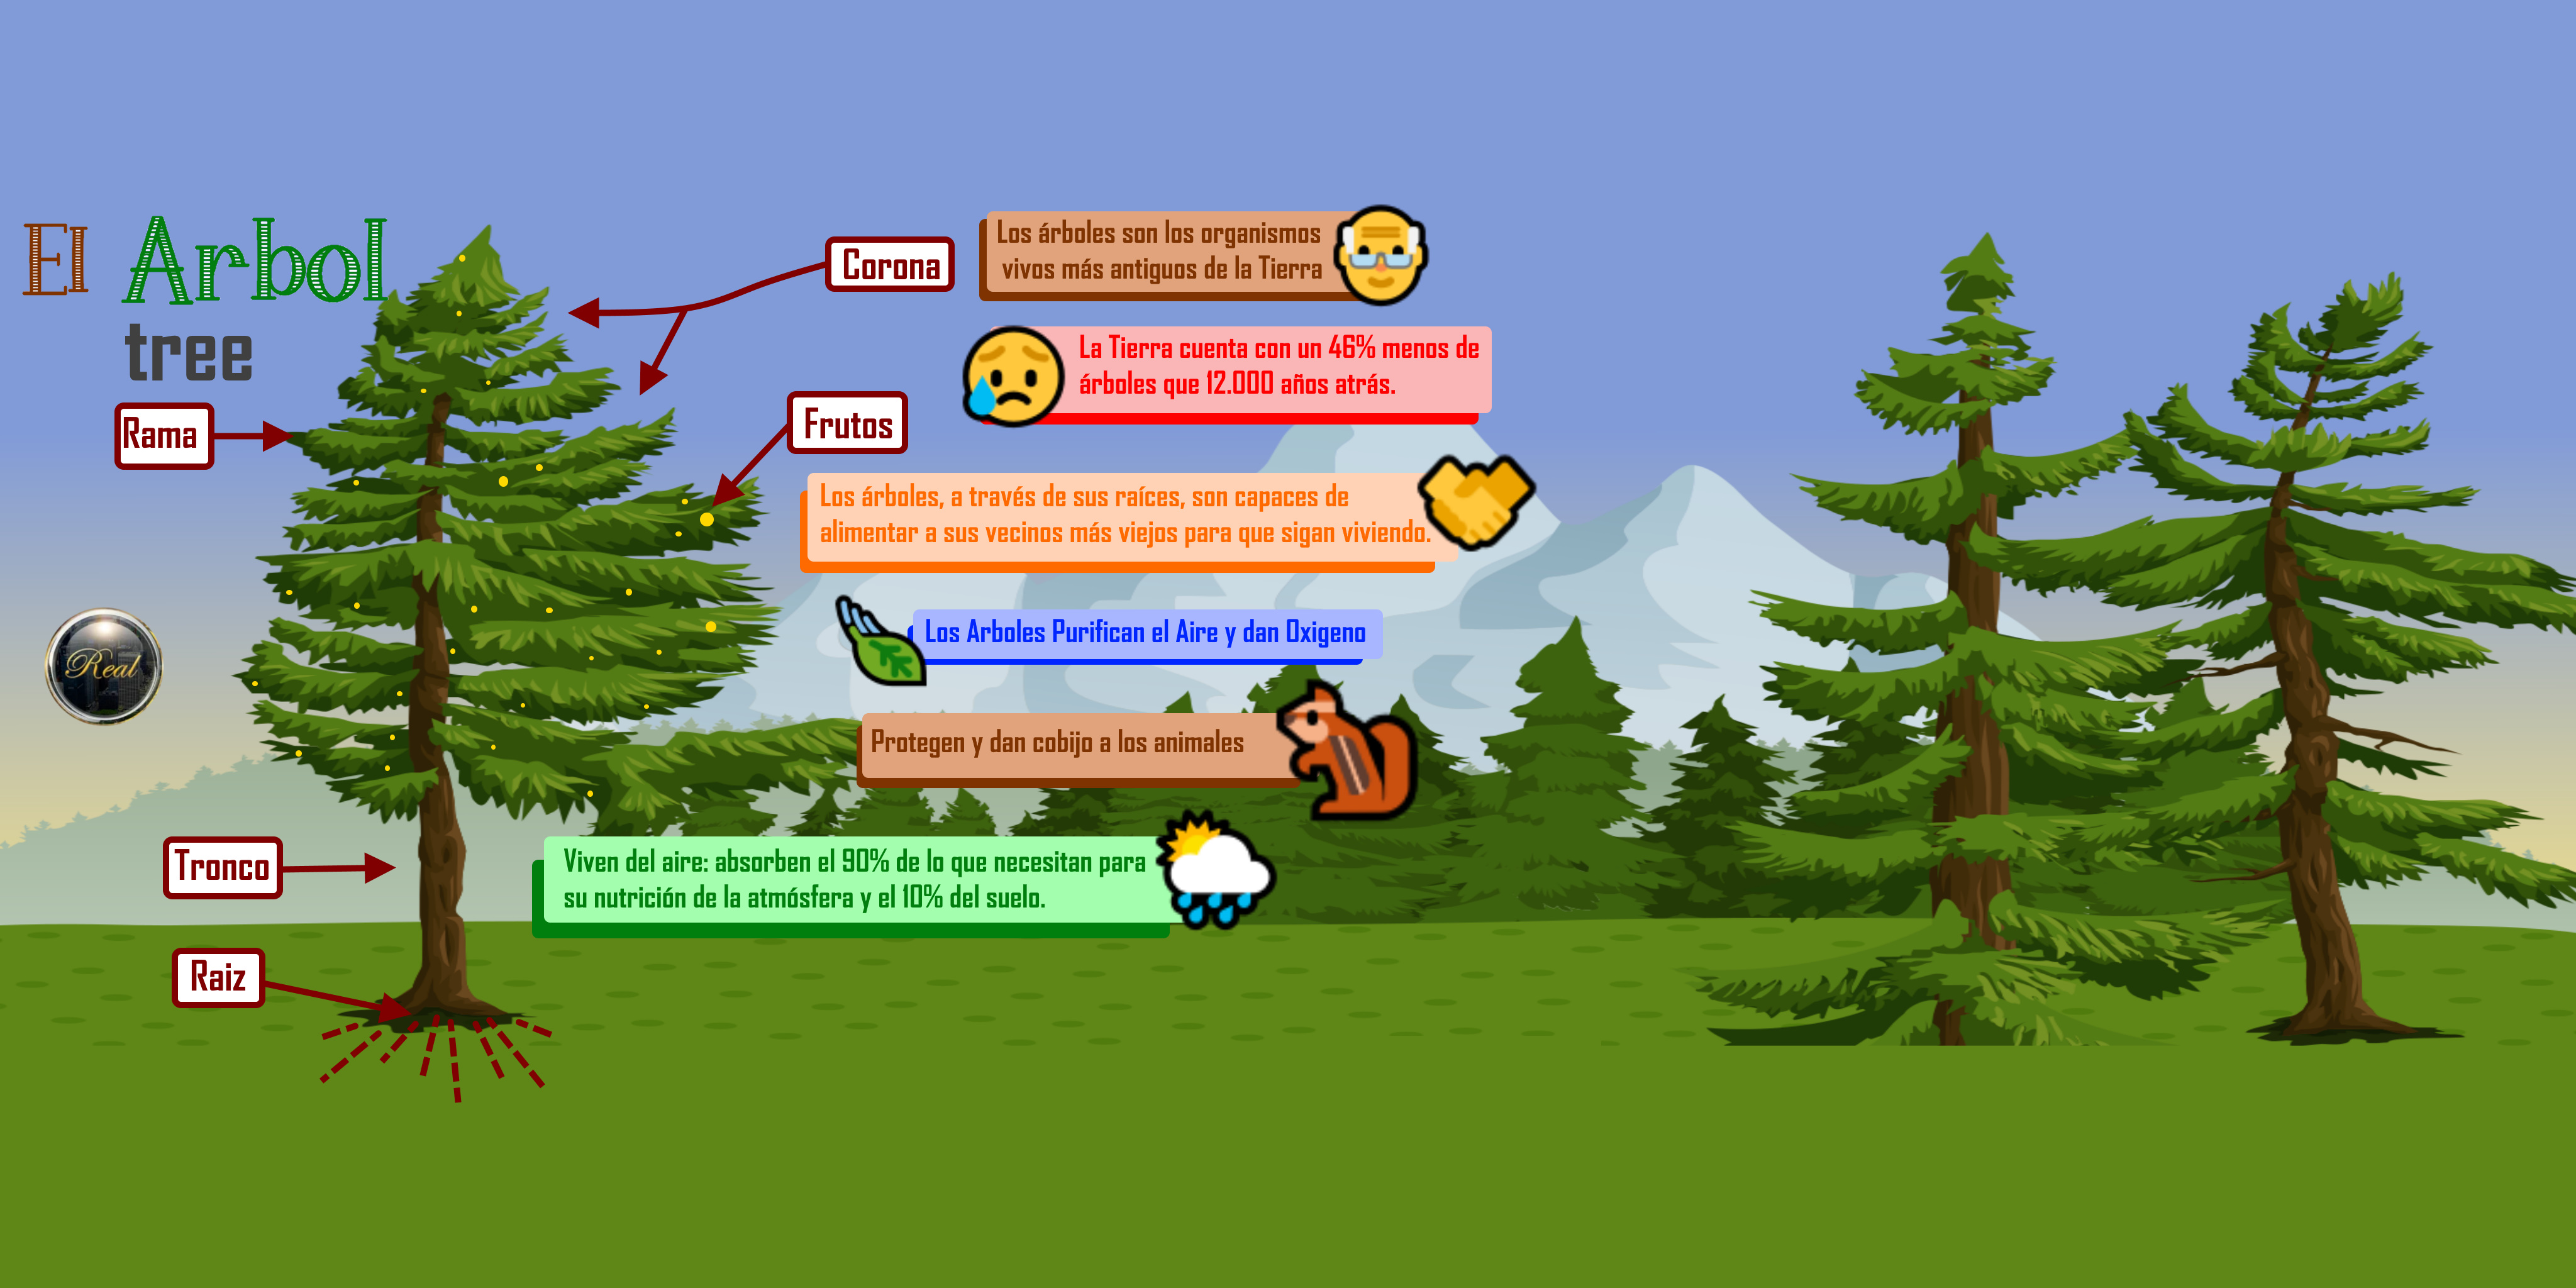 El Arbol
tree
Corona
Rama
Frutos
Real
Tronco
Raiz
Los árboles son los organismos
vivos más antiguos de la Tierra
La Tierra cuenta con un 46% menos de
árboles que 12.000 años atrás.
Los árboles, a través de sus raíces, son capaces de
alimentar a sus vecinos más viejos para que sigan viviendo.
Los Arboles Purifican el Aire y dan Oxigeno
Protegen y dan cobijo a los animales
Viven del aire: absorben el 90% de lo que necesitan para
su nutrición de la atmósfera y el 10% del suelo.